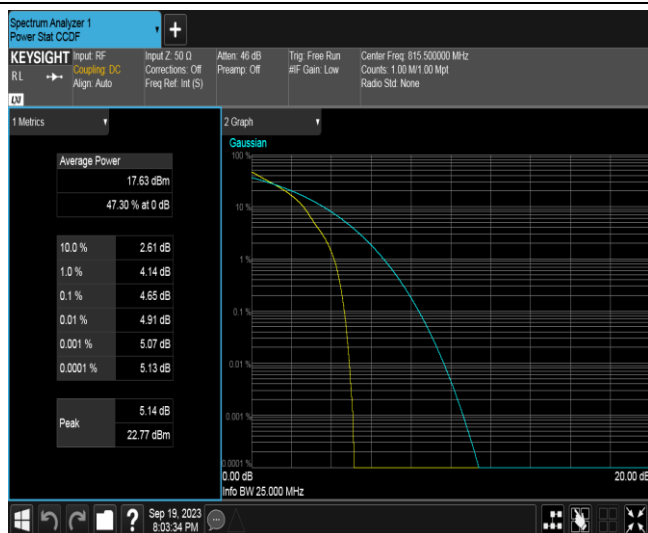 Spectrum Analyzer 1
Power Stat CCDF
+
KEYSIGHT
RL
LXI
Input: RF
Coupling: DC
Align: Auto
Input Z: 50 Ω
Corrections: Off
Freq Ref: Int (S)
Atten: 46 dB
Preamp: Off
Trig: Free Run
#IF Gain: Low
Center Freq: 815.500000 MHz
Counts: 1.00 M/1.00 Mpt
Radio Std: None
1 Metrics
Average Power
17.63 dBm
47.30 % at 0 dB
10.0 % 2.61 dB
1.0 % 4.14 dB
0.1 % 4.65 dB
0.01 % 4.91 dB
0.001 % 5.07 dB
0.0001 % 5.13 dB
Peak
5.14 dB
22.77 dBm
2 Graph
Gaussian
100 %
10 %
1 %
0.1 %
0.01 %
0.001 %
0.0001 %
0.00 dB
20.00 dB
Info BW 25.000 MHz
?
Sep 19, 2023
8:03:34 PM